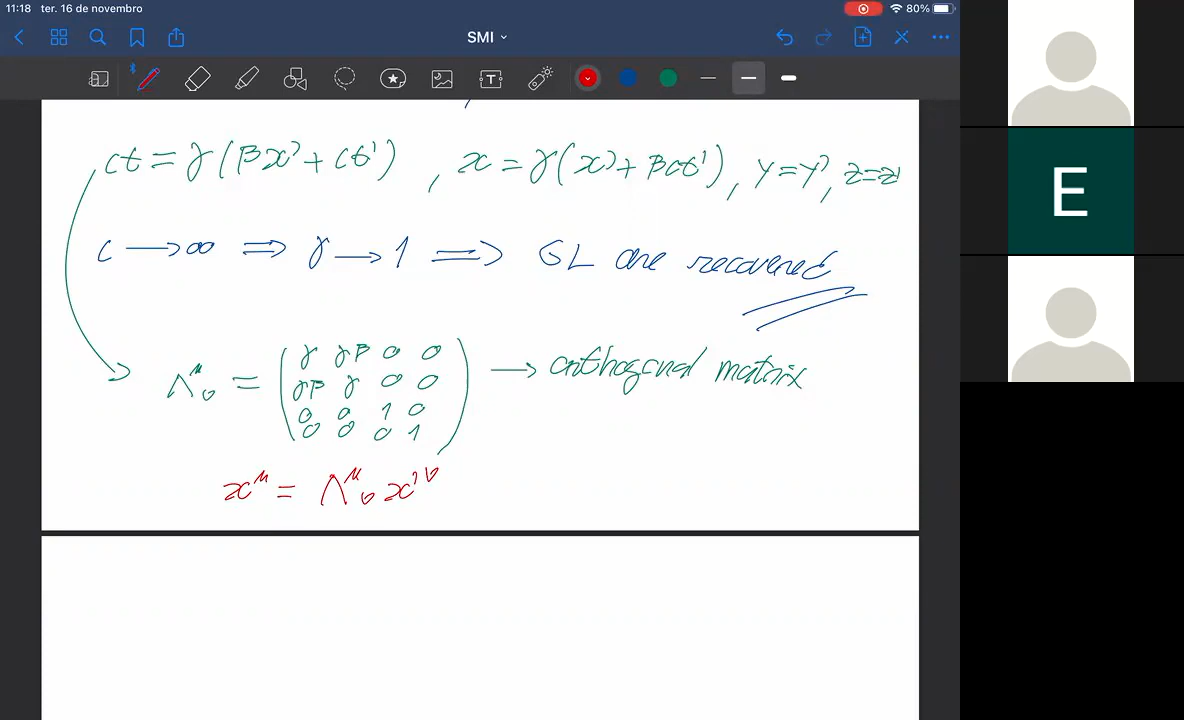 11:18 ter. 16 de novembro
80%
SMI
ct = γ(βx' + ct') , x = γ(x' + βct') , y = y', z = z'
c → ∞ ⇒ γ → 1 ⇒ GL are recovered
Λ^μ_ν = ( γ γβ 0 0
γβ γ 0 0
0 0 1 0
0 0 0 1 ) → orthogonal matrix
x^μ = Λ^μ_ν x'^ν
E